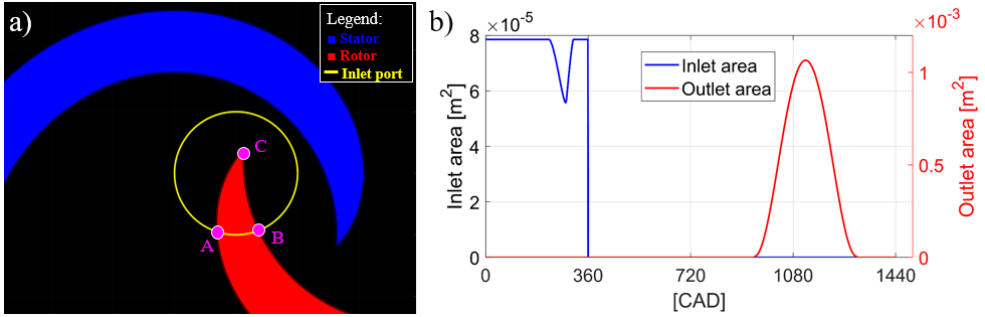 a)
Legend:
Stator
Rotor
Inlet port
C
A
B
b)
×10⁻⁵
×10⁻³
8
6
4
2
0
Inlet area [m²]
Inlet area
Outlet area
1
0.5
0
Outlet area [m²]
0 360 720 1080 1440
[CAD]